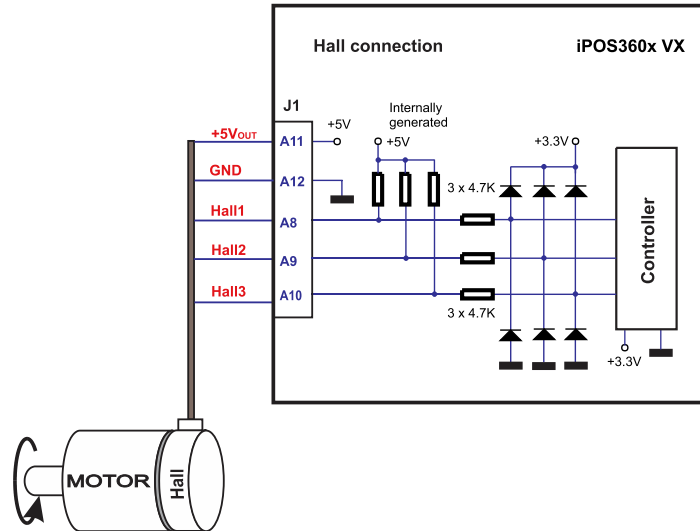 Hall connection
iPOS360x VX
J1
Internally
generated
+5V
+5V
+3.3V
+5VOUT
A11
GND
A12
3 x 4.7K
Hall1
A8
Hall2
A9
Hall3
A10
3 x 4.7K
Controller
+3.3V
MOTOR
Hall